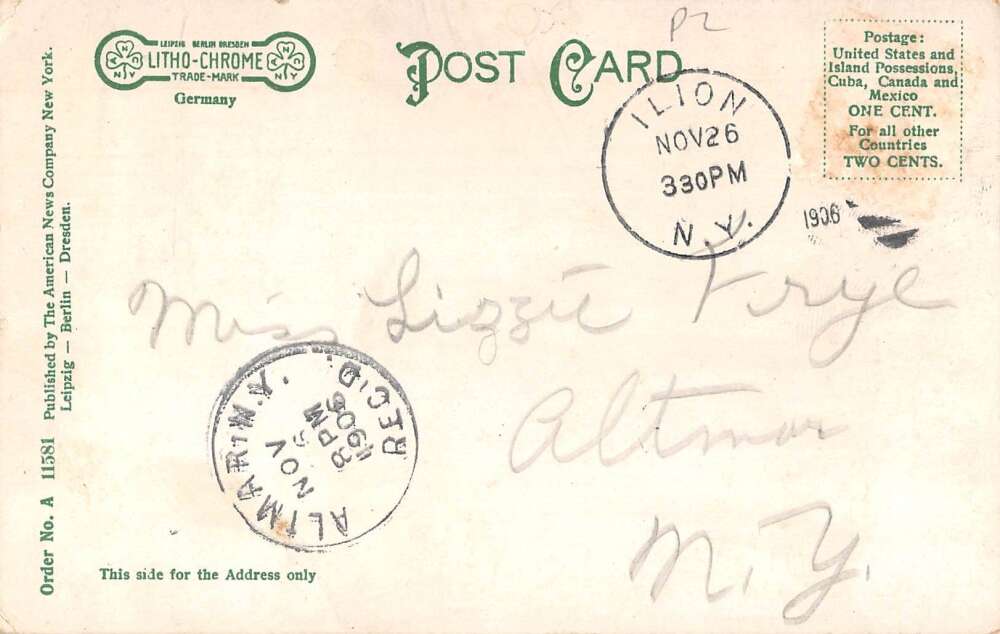 P2
LEIPZIG BERLIN DRESDEN
LITHO-CHROME
TRADE-MARK
Germany
POST CARD
Postage:
United States and
Island Possessions,
Cuba, Canada and
Mexico
ONE CENT.
For all other
Countries
TWO CENTS.
ILION
NOV 26
330PM
N.Y.
1906
Miss Lizzie Frye
Altmar
N.Y.
ALTMAR N.Y.
NOV
8 PM
1906
REC'D
This side for the Address only
Order No. A 11581 Published by The American News Company New York.
Leipzig — Berlin — Dresden.